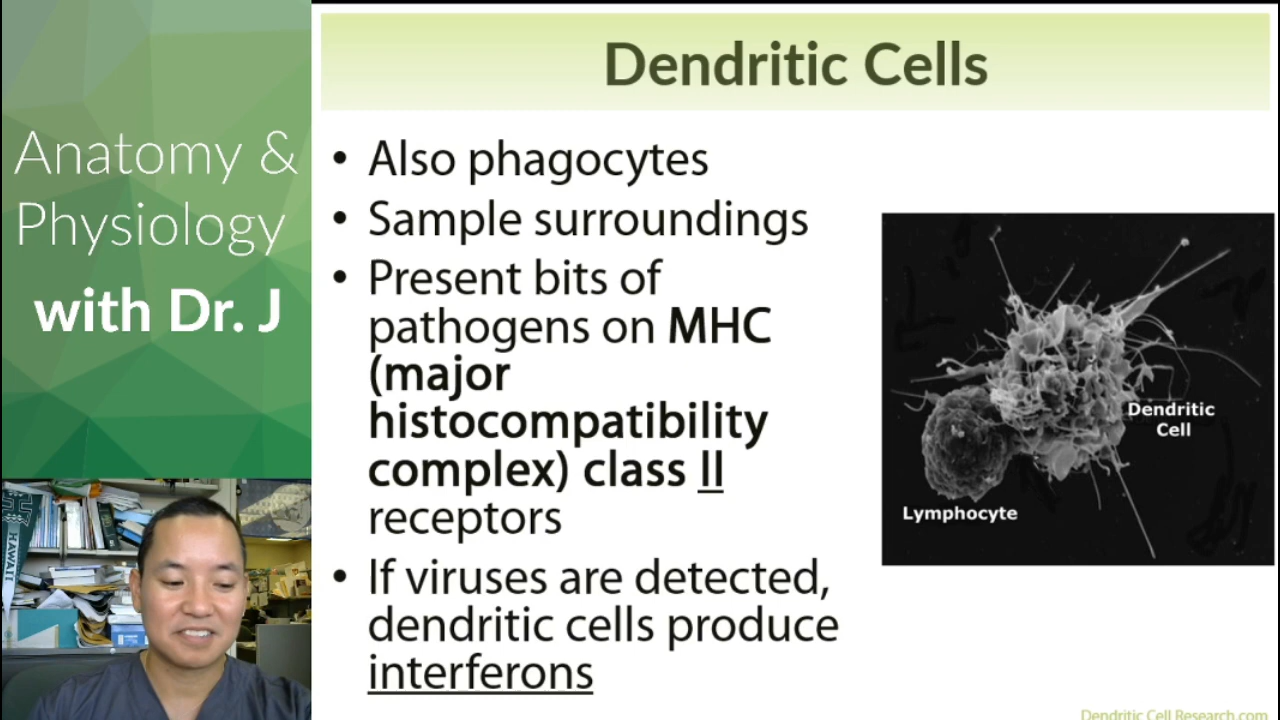 Anatomy &
Physiology
with Dr. J
Dendritic Cells
• Also phagocytes
• Sample surroundings
• Present bits of
pathogens on MHC
(major
histocompatibility
complex) class II
receptors
• If viruses are detected,
dendritic cells produce
interferons
Dendritic
Cell
Lymphocyte
Dendritic Cell Research.com
HAWAII